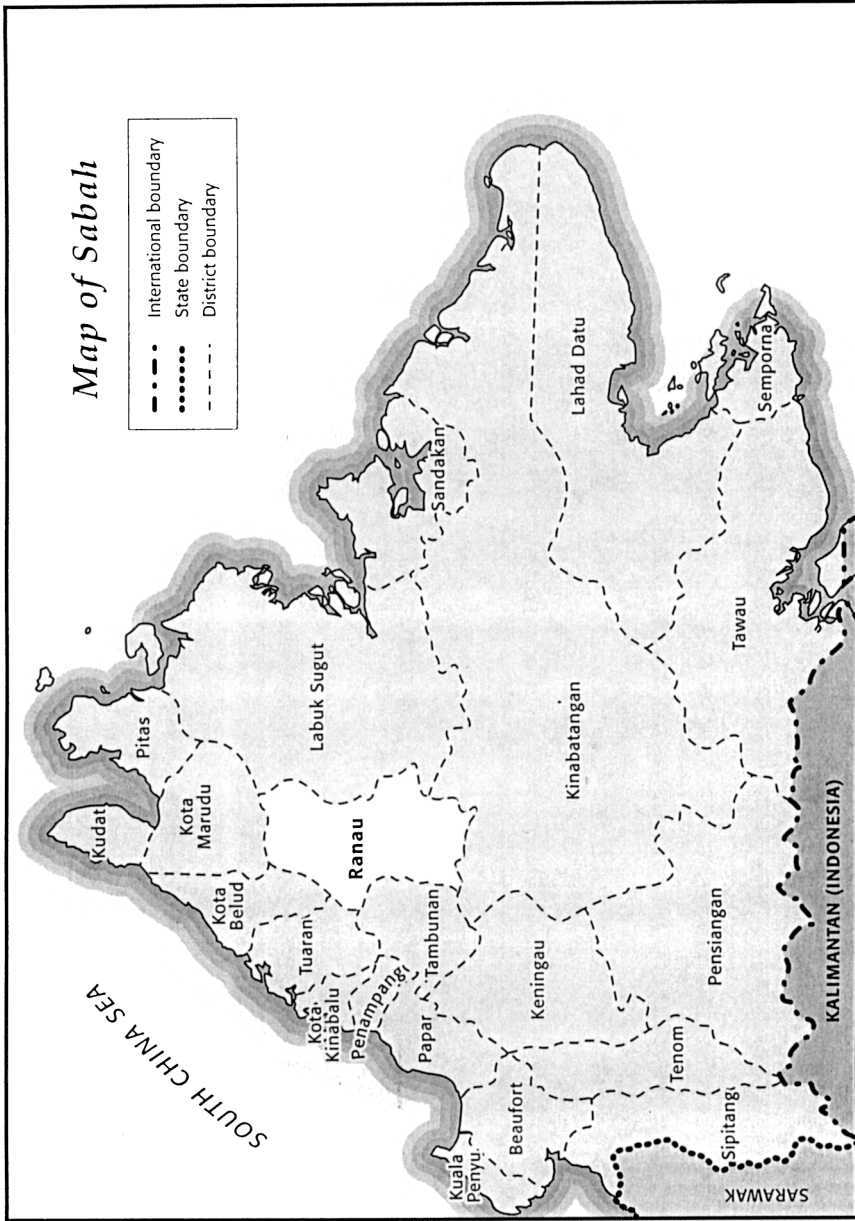 Map of Sabah
International boundary
State boundary
District boundary
SOUTH CHINA SEA
Kudat
Pitas
Kota
Marudu
Kota
Belud
Labuk Sugut
Tuaran
Ranau
Kota
Kinabalu
Penampang
Tambunan
Papar
Sandakan
Kuala
Penyu
Beaufort
Keningau
Kinabatangan
Lahad Datu
Tenom
Pensiangan
Sipitang
Tawau
Semporna
SARAWAK
KALIMANTAN (INDONESIA)